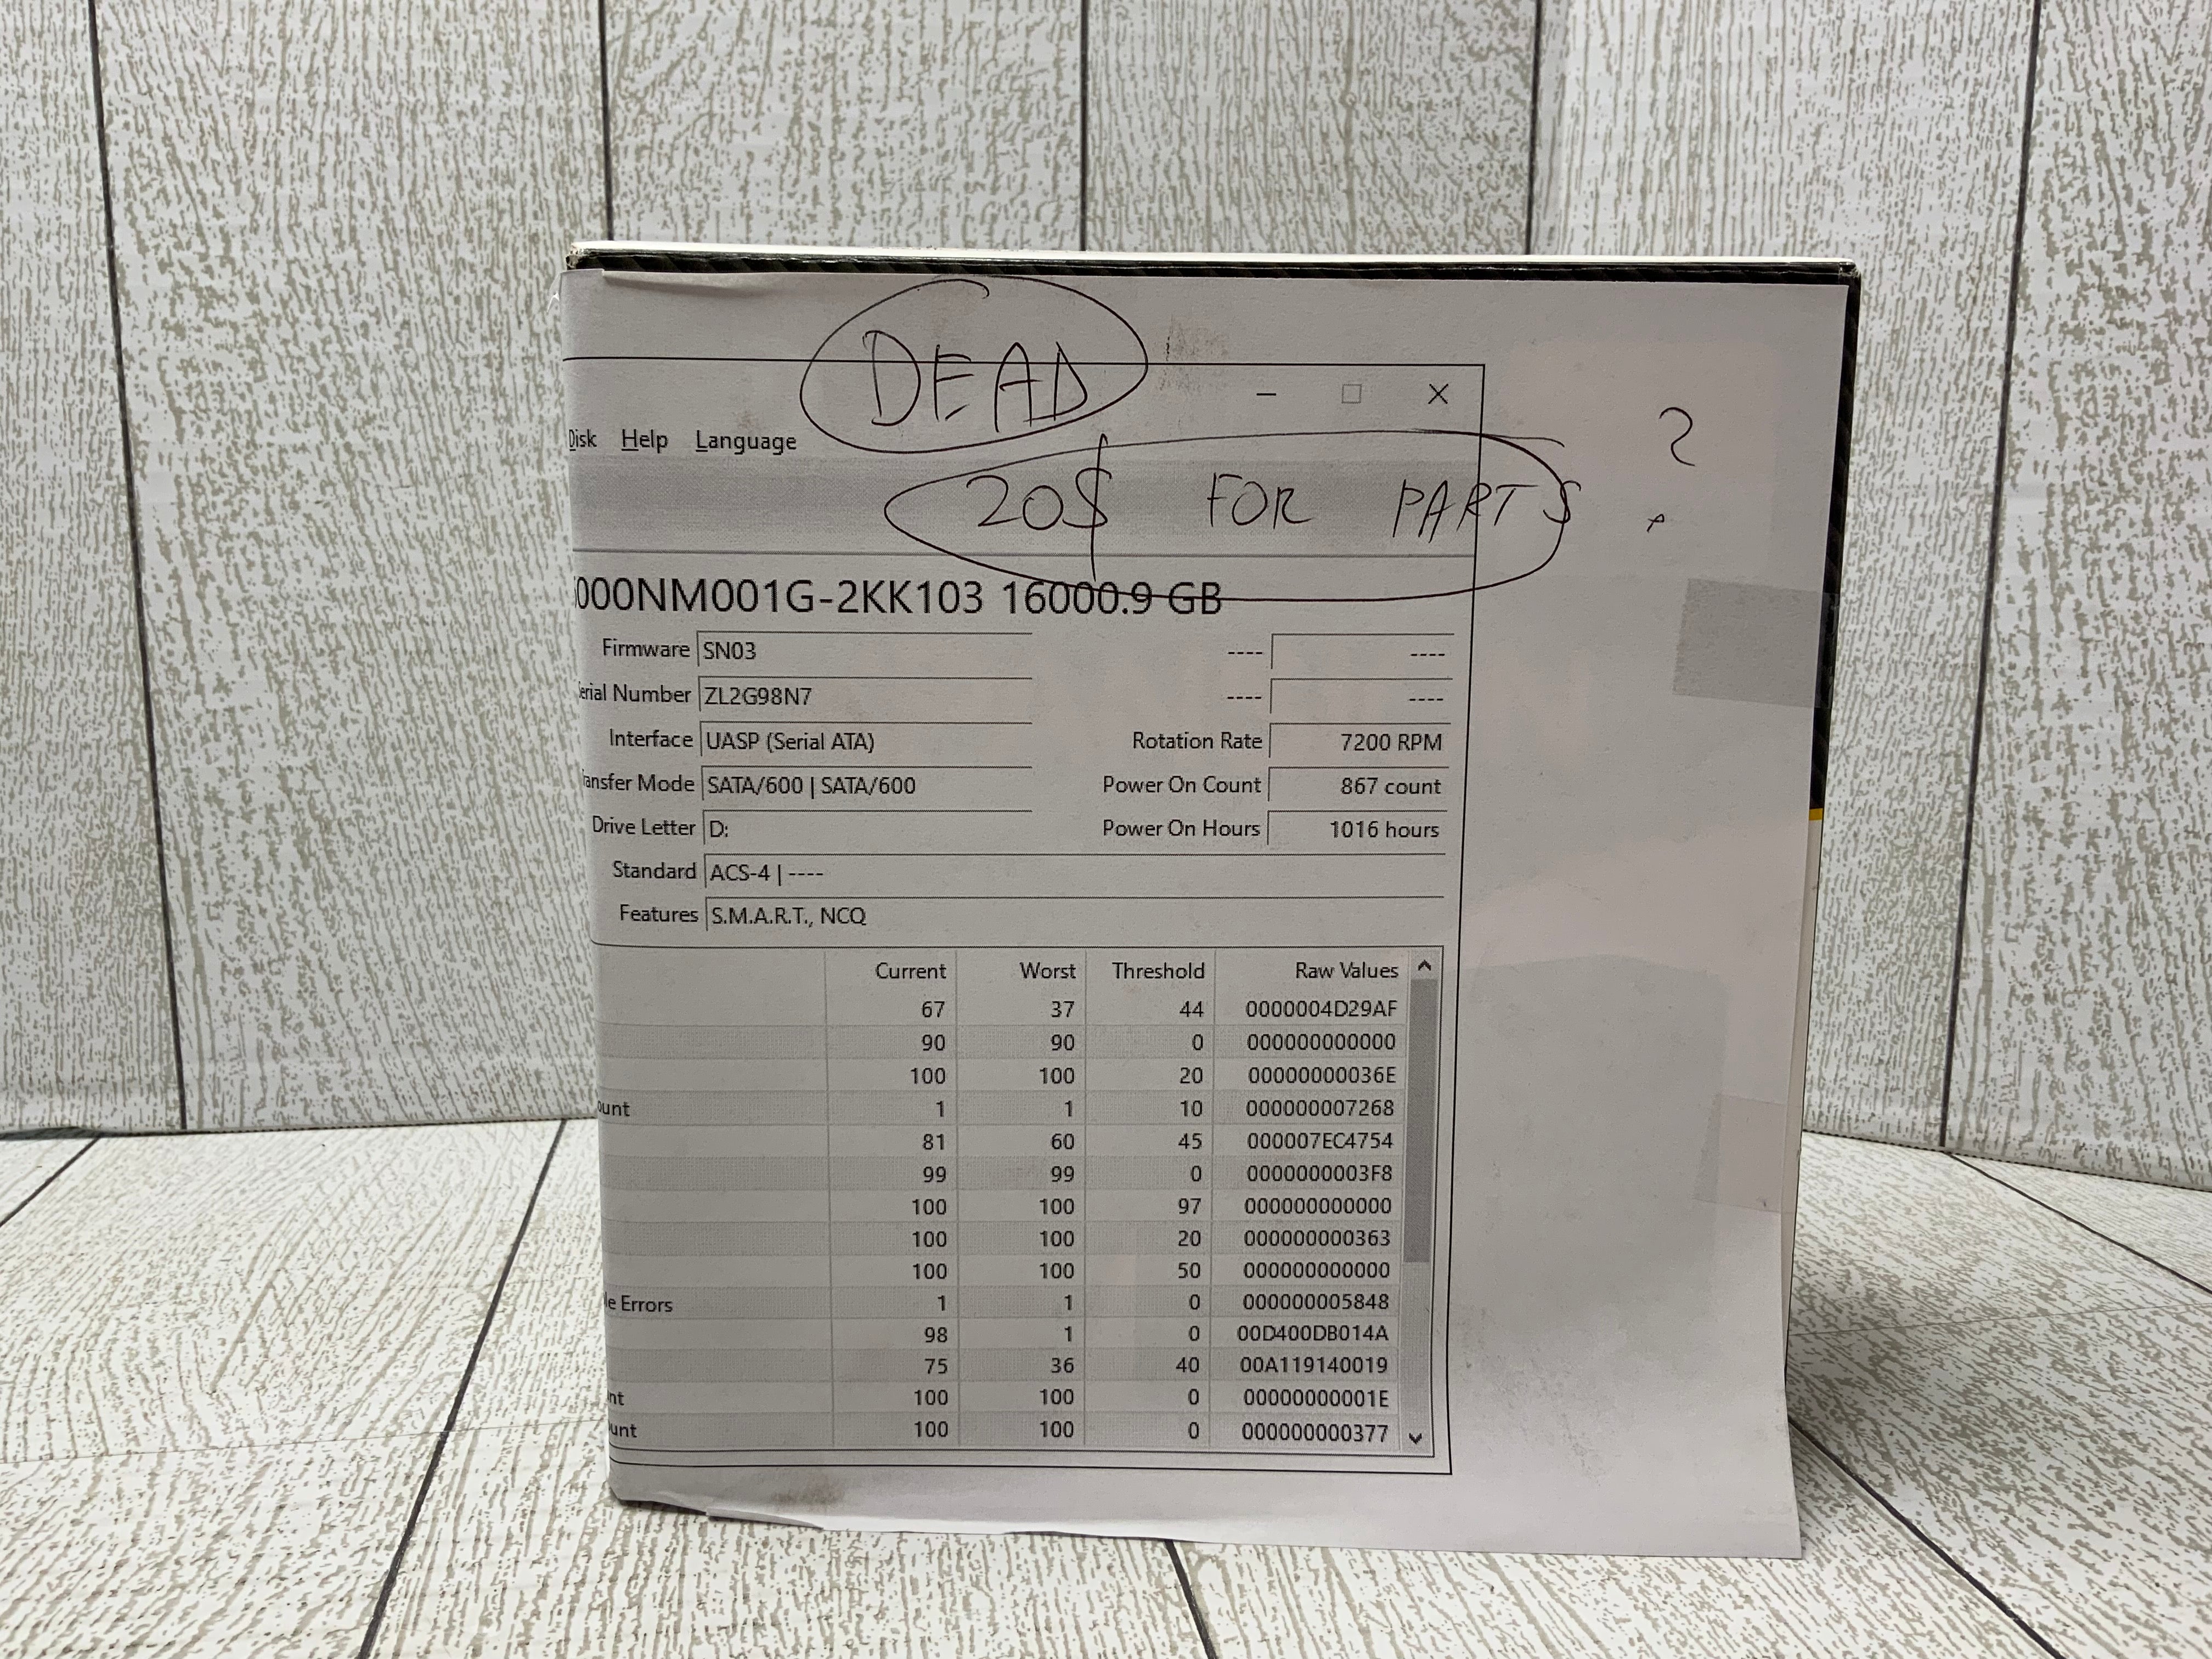 DEAD
Disk Help Language
20$ FOR PARTS ?
000NM001G-2KK103 16000.9 GB
Firmware SN03 ---- ----
erial Number ZL2G98N7 ---- ----
Interface UASP (Serial ATA) Rotation Rate 7200 RPM
ansfer Mode SATA/600 | SATA/600 Power On Count 867 count
Drive Letter D: Power On Hours 1016 hours
Standard ACS-4 | ----
Features S.M.A.R.T., NCQ
Current Worst Threshold Raw Values
67 37 44 0000004D29AF
90 90 0 000000000000
100 100 20 00000000036E
ount 1 1 10 000000007268
81 60 45 000007EC4754
99 99 0 0000000003F8
100 100 97 000000000000
100 100 20 000000000363
100 100 50 000000000000
le Errors 1 1 0 000000005848
98 1 0 00D400DB014A
75 36 40 00A119140019
nt 100 100 0 00000000001E
unt 100 100 0 000000000377